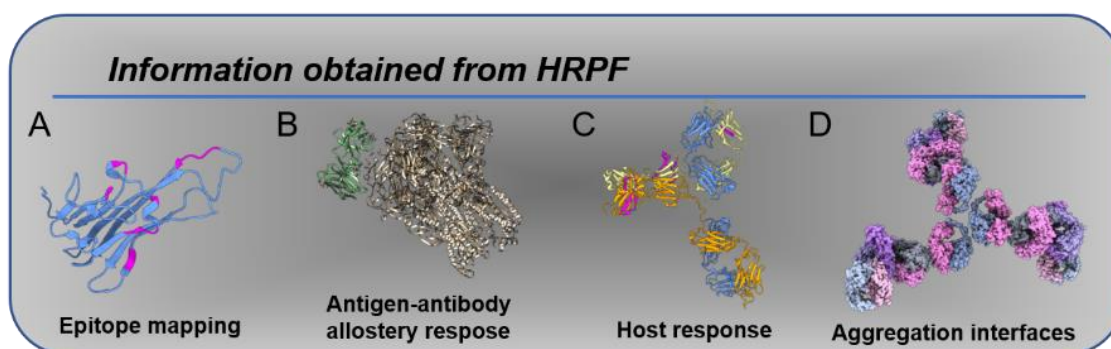 Information obtained from HRPF
A
B
C
D
Epitope mapping
Antigen-antibody
allostery respose
Host response
Aggregation interfaces